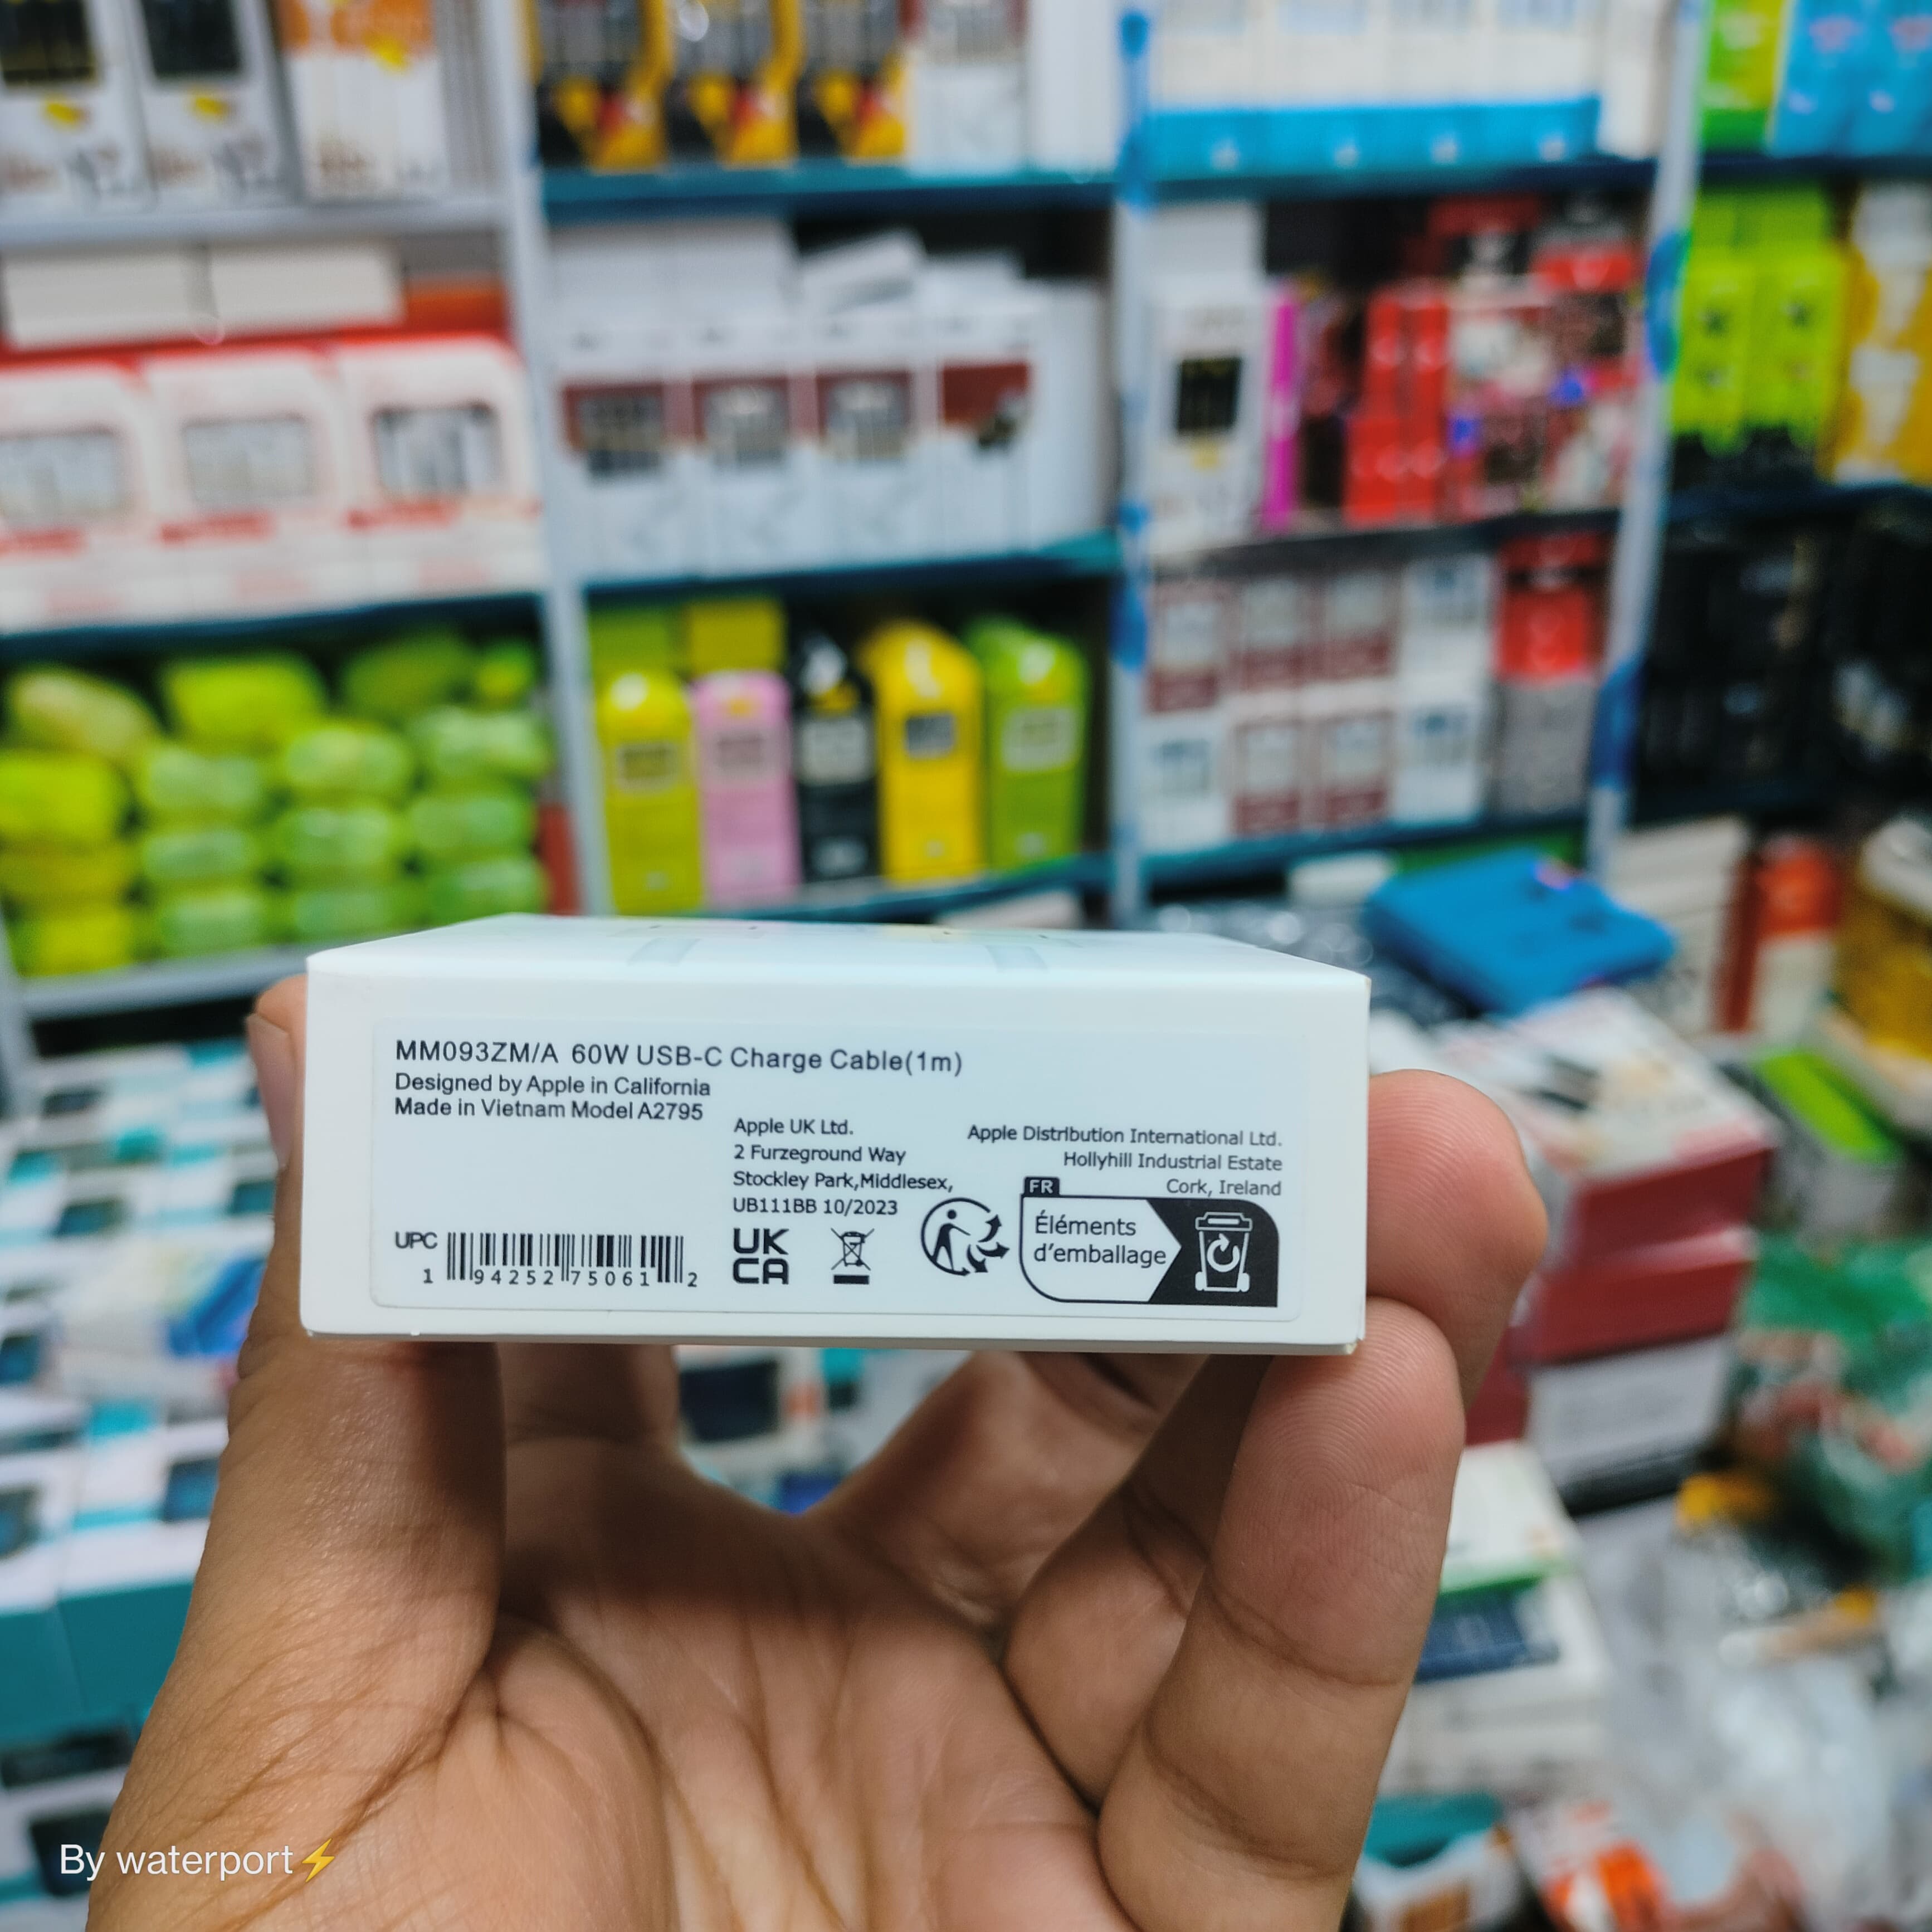 MM093ZM/A 60W USB-C Charge Cable(1m)
Designed by Apple in California
Made in Vietnam Model A2795
Apple UK Ltd.
2 Furzeground Way
Stockley Park,Middlesex,
UB111BB 10/2023
Apple Distribution International Ltd.
Hollyhill Industrial Estate
Cork, Ireland
FR
Éléments
d'emballage
UPC
1 94252 75061 2
UK
CA
By waterport⚡